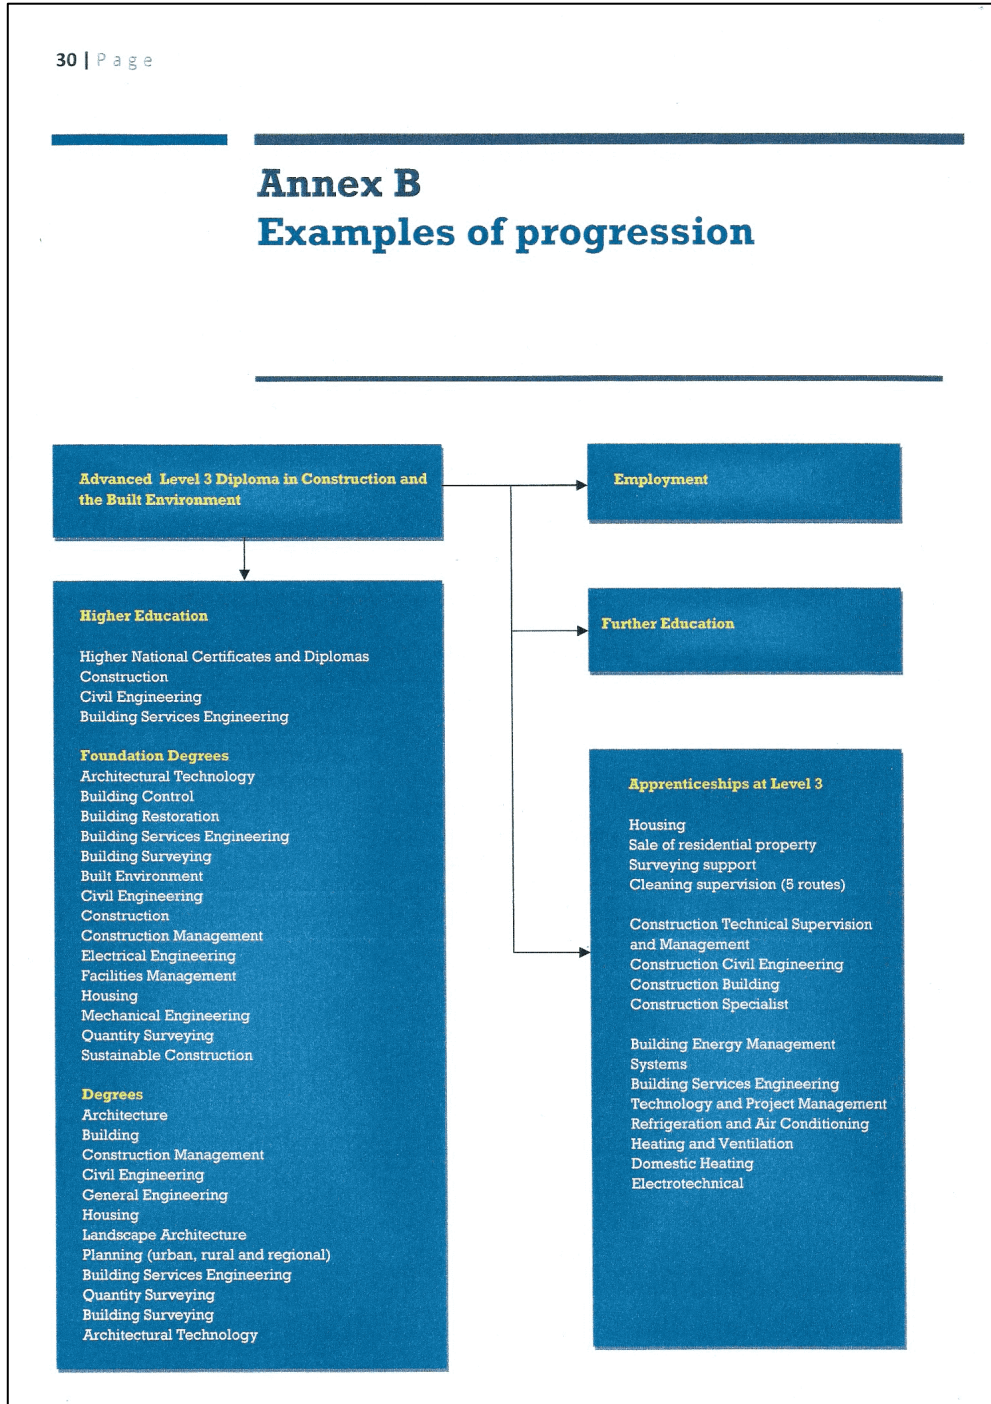 30 | Page
Annex B
Examples of progression
Advanced Level 3 Diploma in Construction and
the Built Environment
Employment
Further Education
Higher Education
Higher National Certificates and Diplomas
Construction
Civil Engineering
Building Services Engineering
Foundation Degrees
Architectural Technology
Building Control
Building Restoration
Building Services Engineering
Building Surveying
Built Environment
Civil Engineering
Construction
Construction Management
Electrical Engineering
Facilities Management
Housing
Mechanical Engineering
Quantity Surveying
Sustainable Construction
Degrees
Architecture
Building
Construction Management
Civil Engineering
General Engineering
Housing
Landscape Architecture
Planning (urban, rural and regional)
Building Services Engineering
Quantity Surveying
Building Surveying
Architectural Technology
Apprenticeships at Level 3
Housing
Sale of residential property
Surveying support
Cleaning supervision (5 routes)
Construction Technical Supervision
and Management
Construction Civil Engineering
Construction Building
Construction Specialist
Building Energy Management
Systems
Building Services Engineering
Technology and Project Management
Refrigeration and Air Conditioning
Heating and Ventilation
Domestic Heating
Electrotechnical